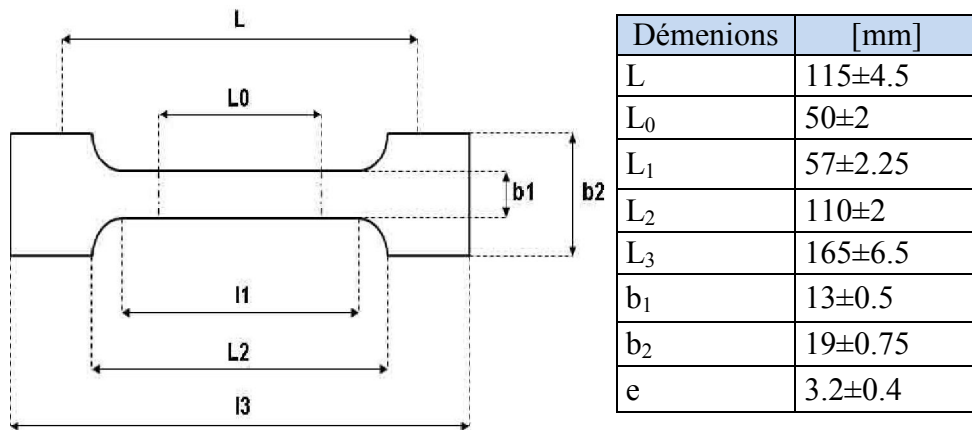 L
L0
b1
b2
l1
L2
l3
Démenions [mm]
L 115±4.5
L₀ 50±2
L₁ 57±2.25
L₂ 110±2
L₃ 165±6.5
b₁ 13±0.5
b₂ 19±0.75
e 3.2±0.4